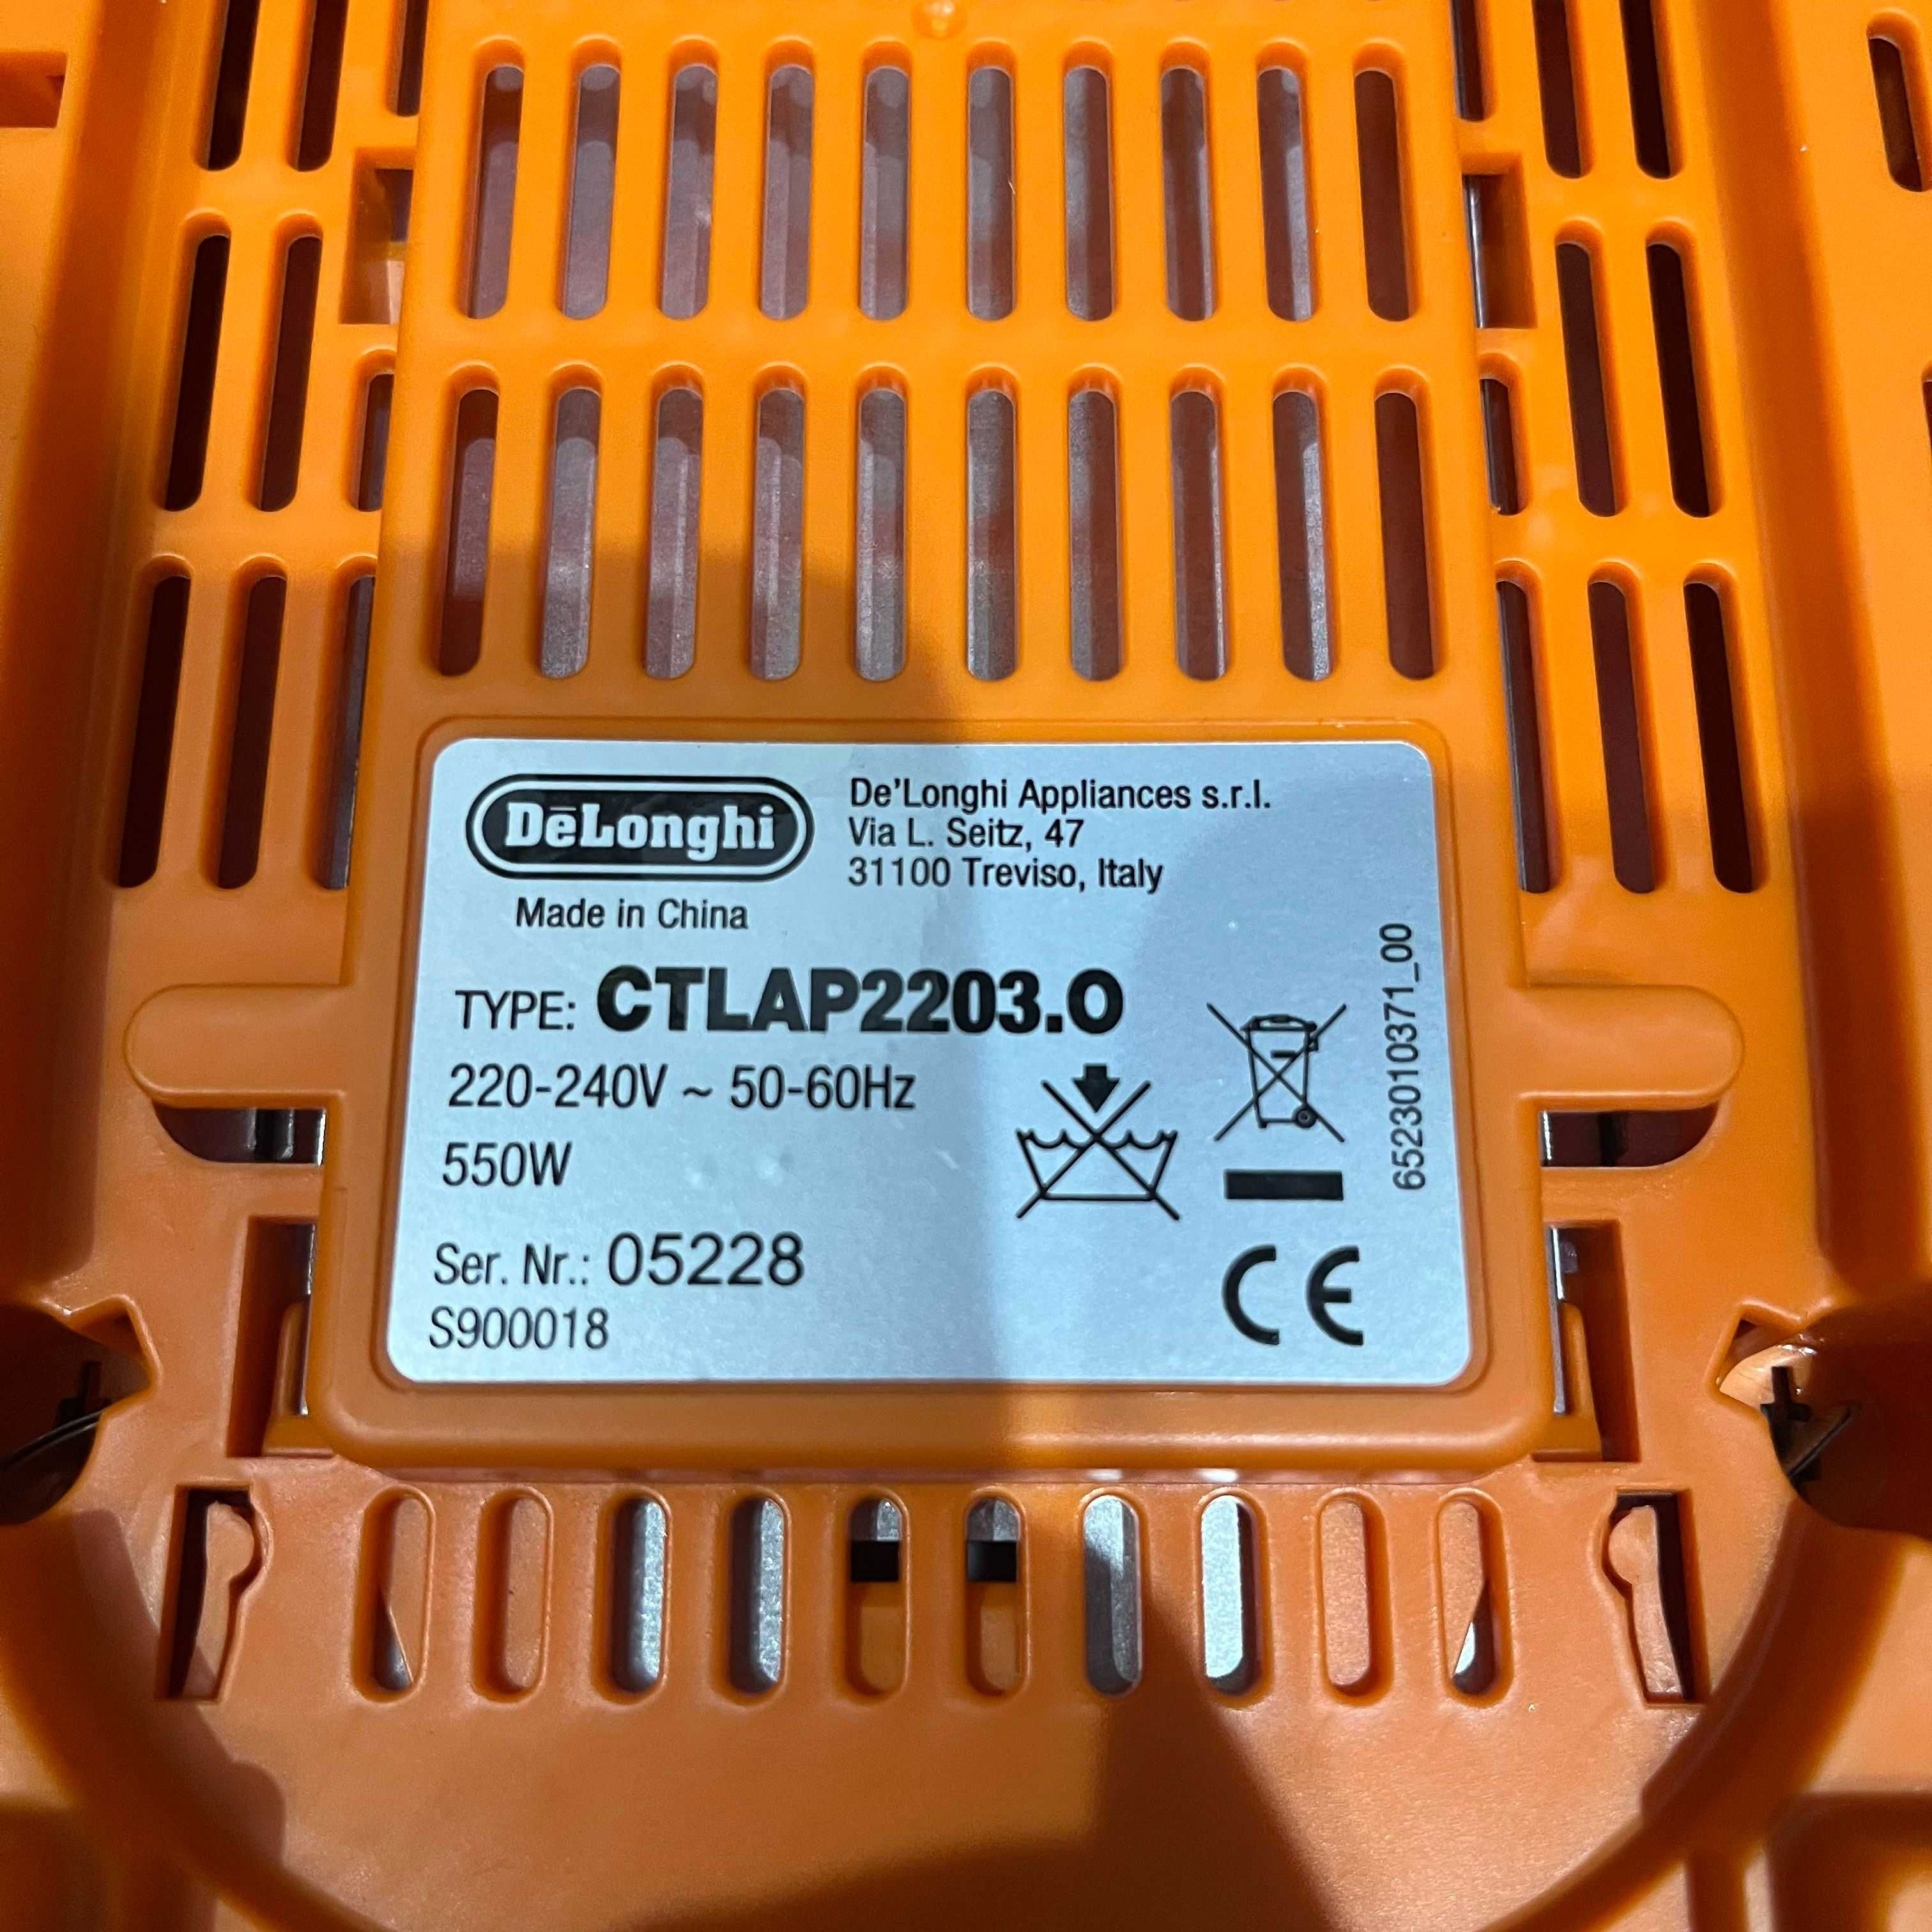 DeLonghi
De'Longhi Appliances s.r.l.
Via L. Seitz, 47
31100 Treviso, Italy
Made in China
TYPE: CTLAP2203.O
220-240V ~ 50-60Hz
550W
Ser. Nr.: 05228
S900018
CE
6523010371_00